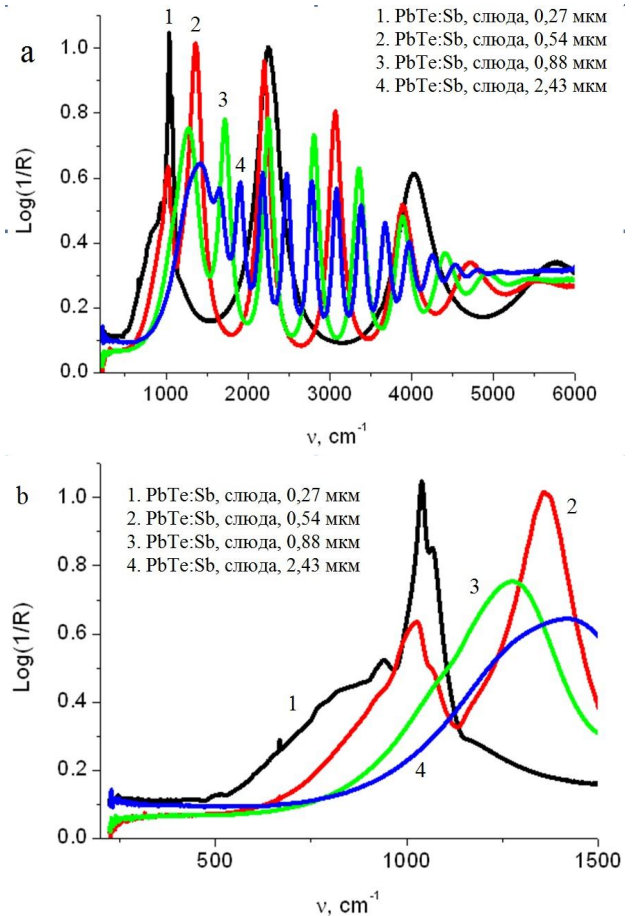 a
1. PbTe:Sb, слюда, 0,27 мкм
2. PbTe:Sb, слюда, 0,54 мкм
3. PbTe:Sb, слюда, 0,88 мкм
4. PbTe:Sb, слюда, 2,43 мкм
1
2
3
4
Log(1/R)
1.0
0.8
0.6
0.4
0.2
0.0
1000 2000 3000 4000 5000 6000
ν, cm⁻¹
b
1. PbTe:Sb, слюда, 0,27 мкм
2. PbTe:Sb, слюда, 0,54 мкм
3. PbTe:Sb, слюда, 0,88 мкм
4. PbTe:Sb, слюда, 2,43 мкм
2
3
1
4
Log(1/R)
1.0
0.8
0.6
0.4
0.2
0.0
500 1000 1500
ν, cm⁻¹